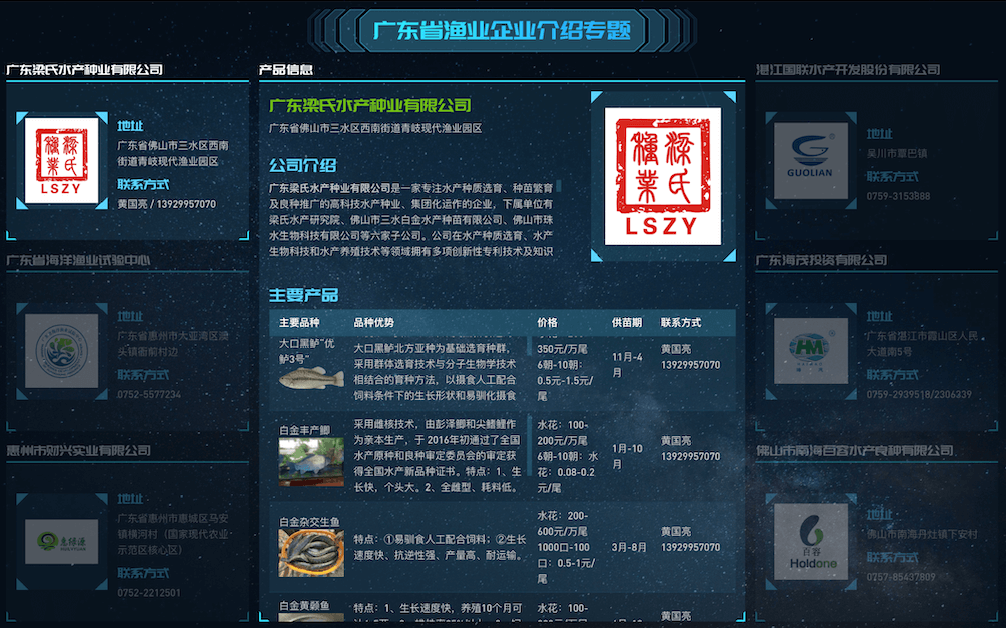 广东省渔业企业介绍专题
广东梁氏水产种业有限公司
地址
广东省佛山市三水区西南
街道青岐现代渔业园区
联系方式
黄国亮 / 13929957070
LSZY
广东省海洋渔业试验中心
地址
广东省惠州市大亚湾区澳
头镇面前村边
联系方式
0752-5577234
惠州市财兴实业有限公司
地址
广东省惠州市惠城区马安
镇横河村（国家现代农业
示范区核心区）
联系方式
0752-2212501
产品信息
广东梁氏水产种业有限公司
广东省佛山市三水区西南街道青岐现代渔业园区
公司介绍
广东梁氏水产种业有限公司是一家专注水产种质选育、种苗繁育
及良种推广的高科技水产种业、集团化运作的企业，下属单位有
梁氏水产研究院、佛山市三水白金水产种苗有限公司、佛山市珠
水生物科技有限公司等六家子公司。公司在水产种质选育、水产
生物科技和水产养殖技术等领域拥有多项创新性专利技术及知识
梁氏
种业
LSZY
主要产品
主要品种 品种优势 价格 供苗期 联系方式
大口黑鲈"优
鲈3号"
大口黑鲈北方亚种为基础选育种群，
采用群体选育技术与分子生物学技术
相结合的育种方法，以摄食人工配合
饲料条件下的生长形状和易驯化摄食
350元/万尾
6朝-10朝：
0.5元-1.5元/
尾
11月-4
月
黄国亮
13929957070
白金丰产鲫
采用雌核技术，由彭泽鲫和尖鳍鲤作
为亲本生产，于 2016年初通过了全国
水产原种和良种审定委员会的审定获
得全国水产新品种证书。特点：1、生
长快，个头大。2、全雌型、耗料低。
水花：100-
200元/万尾
6朝-10朝：水
花：0.08-0.2
元/尾
1月-10
月
黄国亮
13929957070
白金杂交生鱼
特点：①易驯食人工配合饲料；②生长
速度快、抗逆性强、产量高、耐运输。
水花：200-
600元/万尾
1000口-100
口：0.5-1元/
尾
3月-8月
黄国亮
13929957070
白金黄颡鱼
特点：1、生长速度快，养殖10个月可
水花：100-
黄国亮
湛江国联水产开发股份有限公司
GUOLIAN
地址
吴川市覃巴镇
联系方式
0759-3153888
广东海茂投资有限公司
HM
地址
广东省湛江市霞山区人民
大道南5号
联系方式
0759-2939518/2306339
佛山市南海百容水产良种有限公司
百容
Holdone
地址
佛山市南海丹灶镇下安村
联系方式
0757-85437809